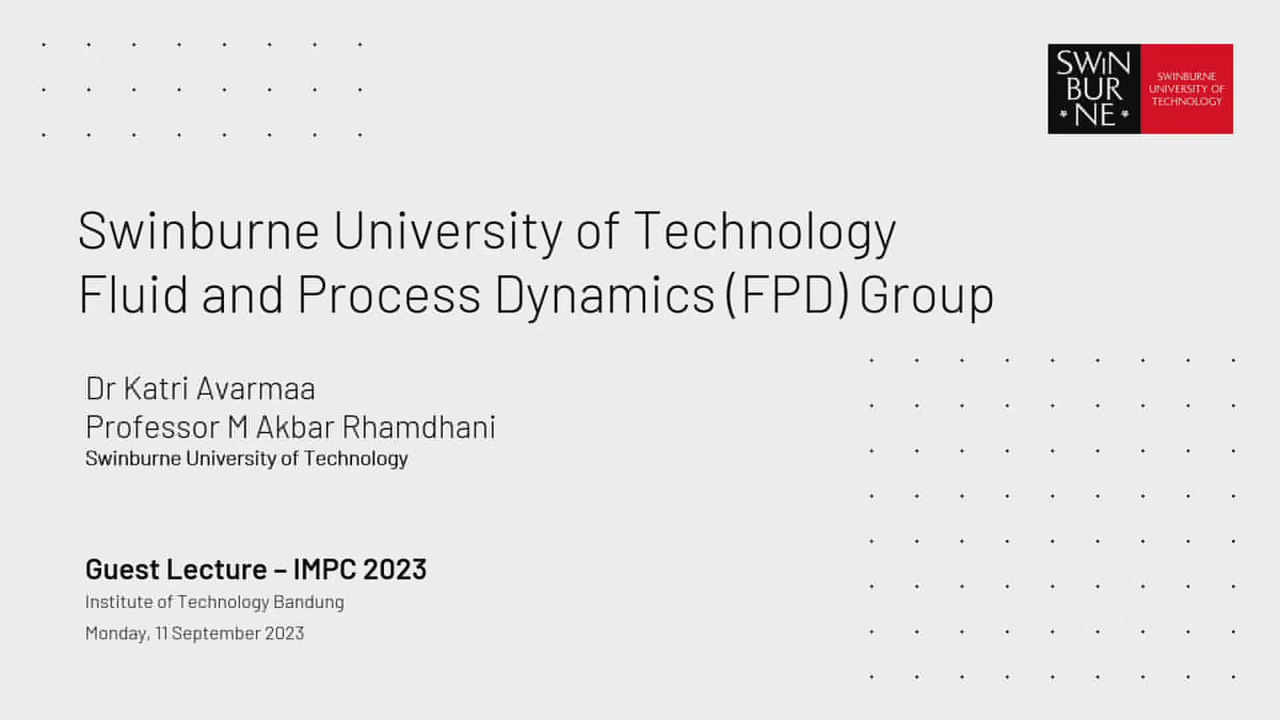 SWiN
BUR
* NE *
SWINBURNE
UNIVERSITY OF
TECHNOLOGY
Swinburne University of Technology
Fluid and Process Dynamics (FPD) Group
Dr Katri Avarmaa
Professor M Akbar Rhamdhani
Swinburne University of Technology
Guest Lecture – IMPC 2023
Institute of Technology Bandung
Monday, 11 September 2023